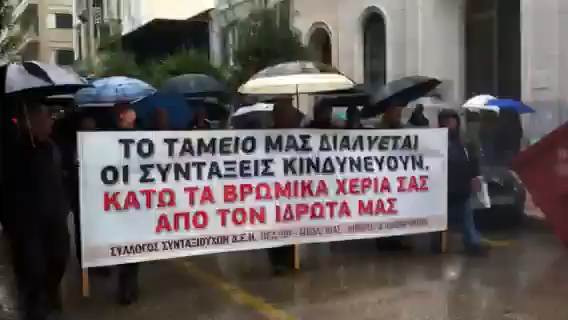 ΤΟ ΤΑΜΕΙΟ ΜΑΣ ΔΙΑΛΥΕΤΑΙ
ΟΙ ΣΥΝΤΑΞΕΙΣ ΚΙΝΔΥΝΕΥΟΥΝ,
ΚΑΤΩ ΤΑ ΒΡΩΜΙΚΑ ΧΕΡΙΑ ΣΑΣ
ΑΠΟ ΤΟΝ ΙΔΡΩΤΑ ΜΑΣ
ΣΥΛΛΟΓΟΣ ΣΥΝΤΑΞΙΟΥΧΩΝ Δ.Ε.Η.